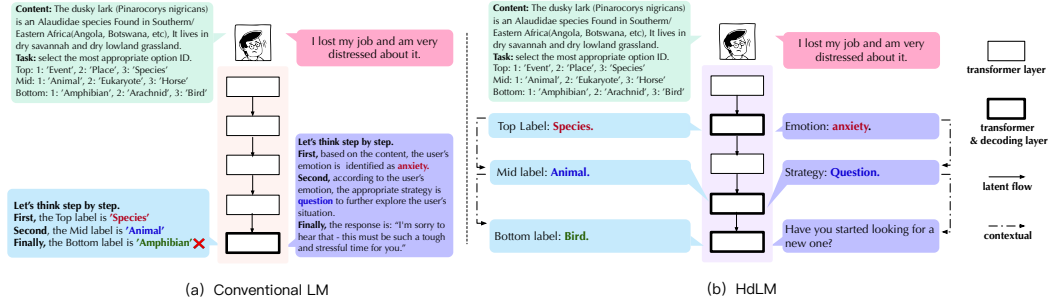 Content: The dusky lark (Pinarocorys nigricans)
is an Alaudidae species Found in Southern/
Eastern Africa(Angola, Botswana, etc), It lives in
dry savannah and dry lowland grassland.
Task: select the most appropriate option ID.
Top: 1: 'Event', 2: 'Place', 3: 'Species'
Mid: 1: 'Animal', 2: 'Eukaryote', 3: 'Horse'
Bottom: 1: 'Amphibian', 2: 'Arachnid', 3: 'Bird'
I lost my job and am very
distressed about it.
Let's think step by step.
First, based on the content, the user's
emotion is identified as anxiety.
Second, according to the user's
emotion, the appropriate strategy is
question to further explore the user's
situation.
Finally, the response is: "I'm sorry to
hear that - this must be such a tough
and stressful time for you."
Let's think step by step.
First, the Top label is 'Species'
Second, the Mid label is 'Animal'
Finally, the Bottom label is 'Amphibian'
(a) Conventional LM
Content: The dusky lark (Pinarocorys nigricans)
is an Alaudidae species Found in Southern/
Eastern Africa(Angola, Botswana, etc), It lives in
dry savannah and dry lowland grassland.
Task: select the most appropriate option ID.
Top: 1: 'Event', 2: 'Place', 3: 'Species'
Mid: 1: 'Animal', 2: 'Eukaryote', 3: 'Horse'
Bottom: 1: 'Amphibian', 2: 'Arachnid', 3: 'Bird'
I lost my job and am very
distressed about it.
Top Label: Species.
Emotion: anxiety.
Mid label: Animal.
Strategy: Question.
Bottom label: Bird.
Have you started looking for a
new one?
(b) HdLM
transformer layer
transformer
& decoding layer
latent flow
contextual